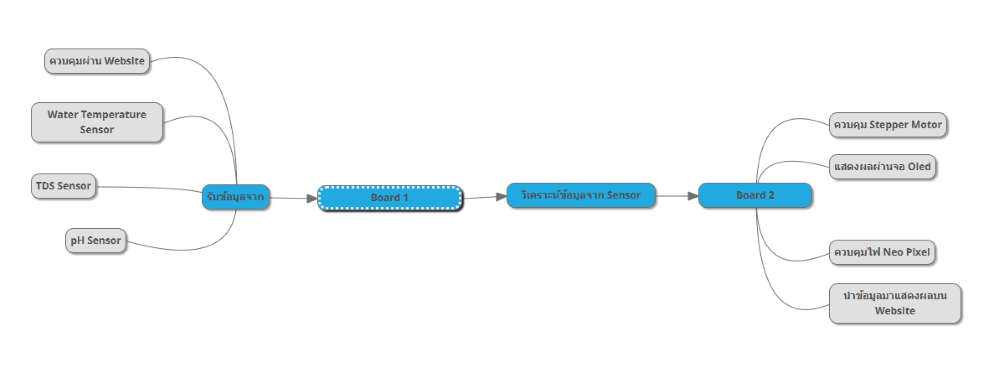 ควบคุมผ่าน Website
Water Temperature
Sensor
TDS Sensor
pH Sensor
รับข้อมูลจาก
Board 1
วิเคราะห์ข้อมูลจาก Sensor
Board 2
ควบคุม Stepper Motor
แสดงผลผ่านจอ Oled
ควบคุมไฟ Neo Pixel
นำข้อมูลมาแสดงผลบน
Website